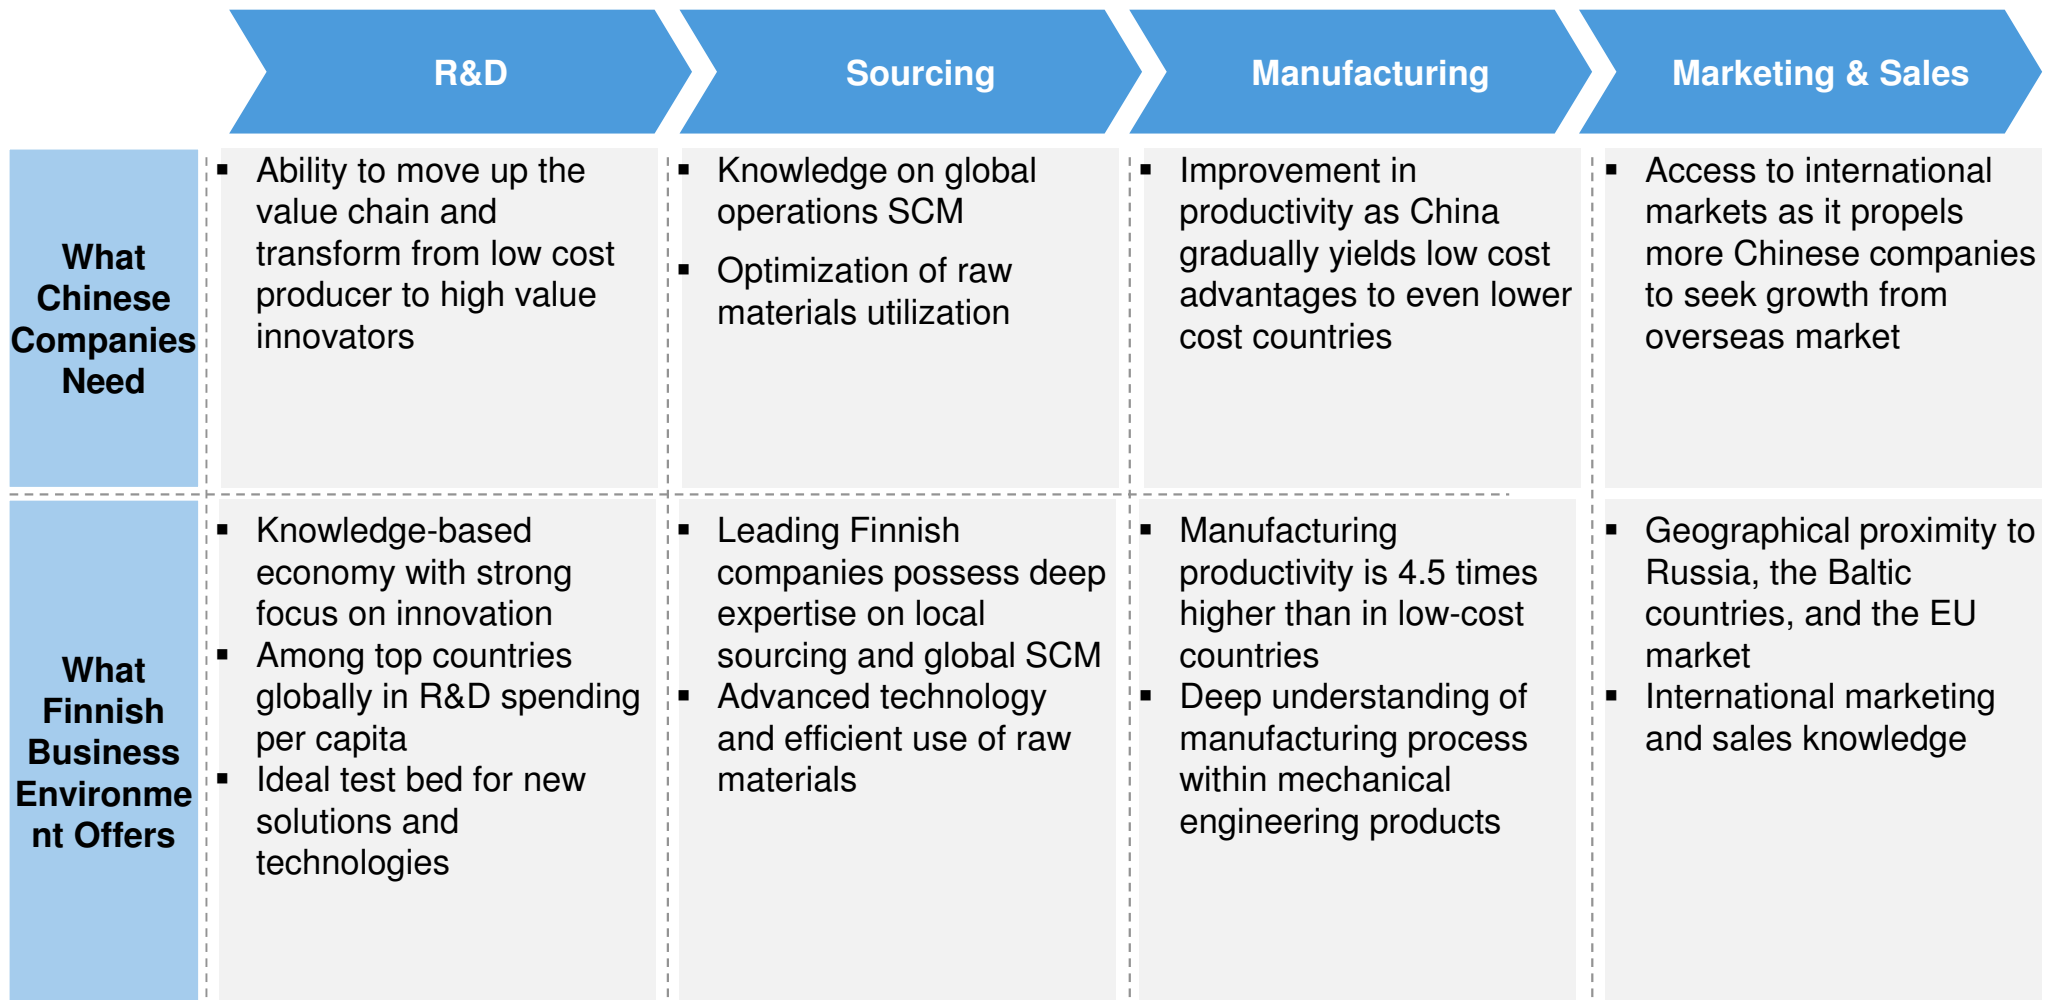 R&D
Sourcing
Manufacturing
Marketing & Sales
What
Chinese
Companies
Need
▪ Ability to move up the
value chain and
transform from low cost
producer to high value
innovators
▪ Knowledge on global
operations SCM
▪ Optimization of raw
materials utilization
▪ Improvement in
productivity as China
gradually yields low cost
advantages to even lower
cost countries
▪ Access to international
markets as it propels
more Chinese companies
to seek growth from
overseas market
What
Finnish
Business
Environme
nt Offers
▪ Knowledge-based
economy with strong
focus on innovation
▪ Among top countries
globally in R&D spending
per capita
▪ Ideal test bed for new
solutions and
technologies
▪ Leading Finnish
companies possess deep
expertise on local
sourcing and global SCM
▪ Advanced technology
and efficient use of raw
materials
▪ Manufacturing
productivity is 4.5 times
higher than in low-cost
countries
▪ Deep understanding of
manufacturing process
within mechanical
engineering products
▪ Geographical proximity to
Russia, the Baltic
countries, and the EU
market
▪ International marketing
and sales knowledge